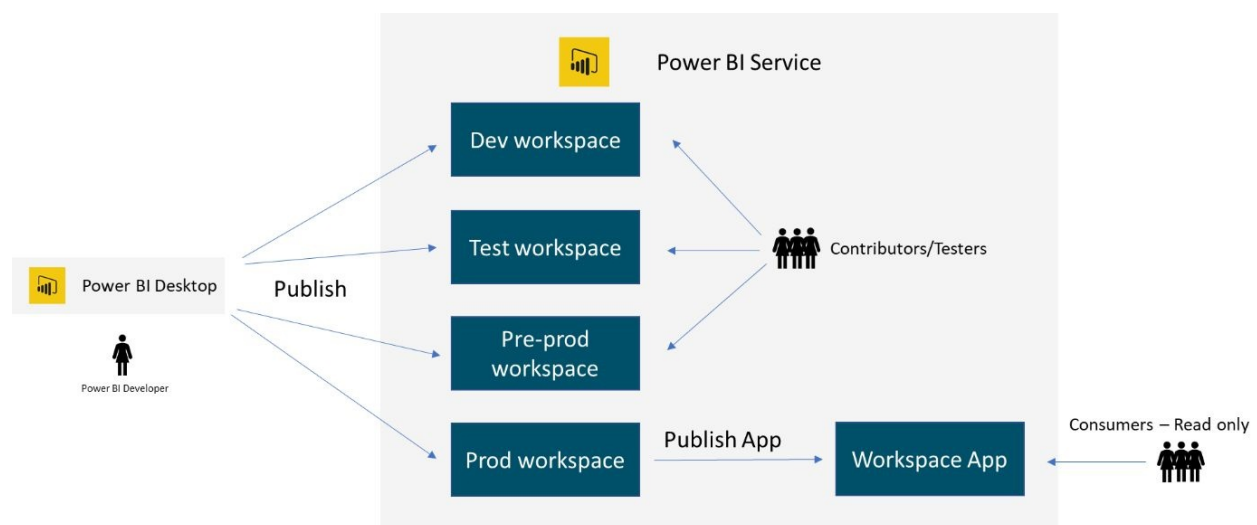 Power BI Service
Dev workspace
Test workspace
Contributors/Testers
Power BI Desktop
Publish
Pre-prod
workspace
Power BI Developer
Consumers – Read only
Publish App
Prod workspace
Workspace App